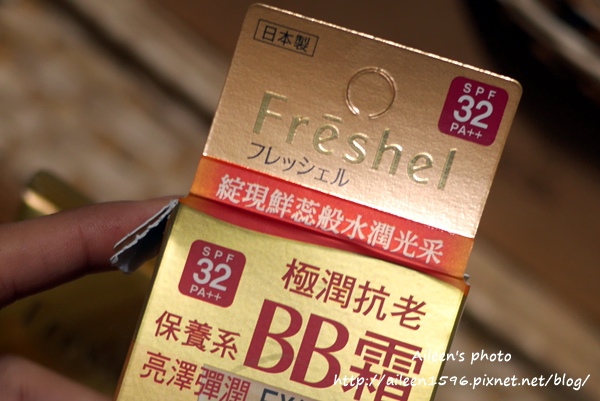 日本製
SPF
32
PA++
Fréshel
フレッシェル
綻現鮮蕊般水潤光采
SPF
32
PA++
極潤抗老
保養系
BB霜
亮澤彈潤
Aileen's photo
http://aileen1596.pixnet.net/blog/